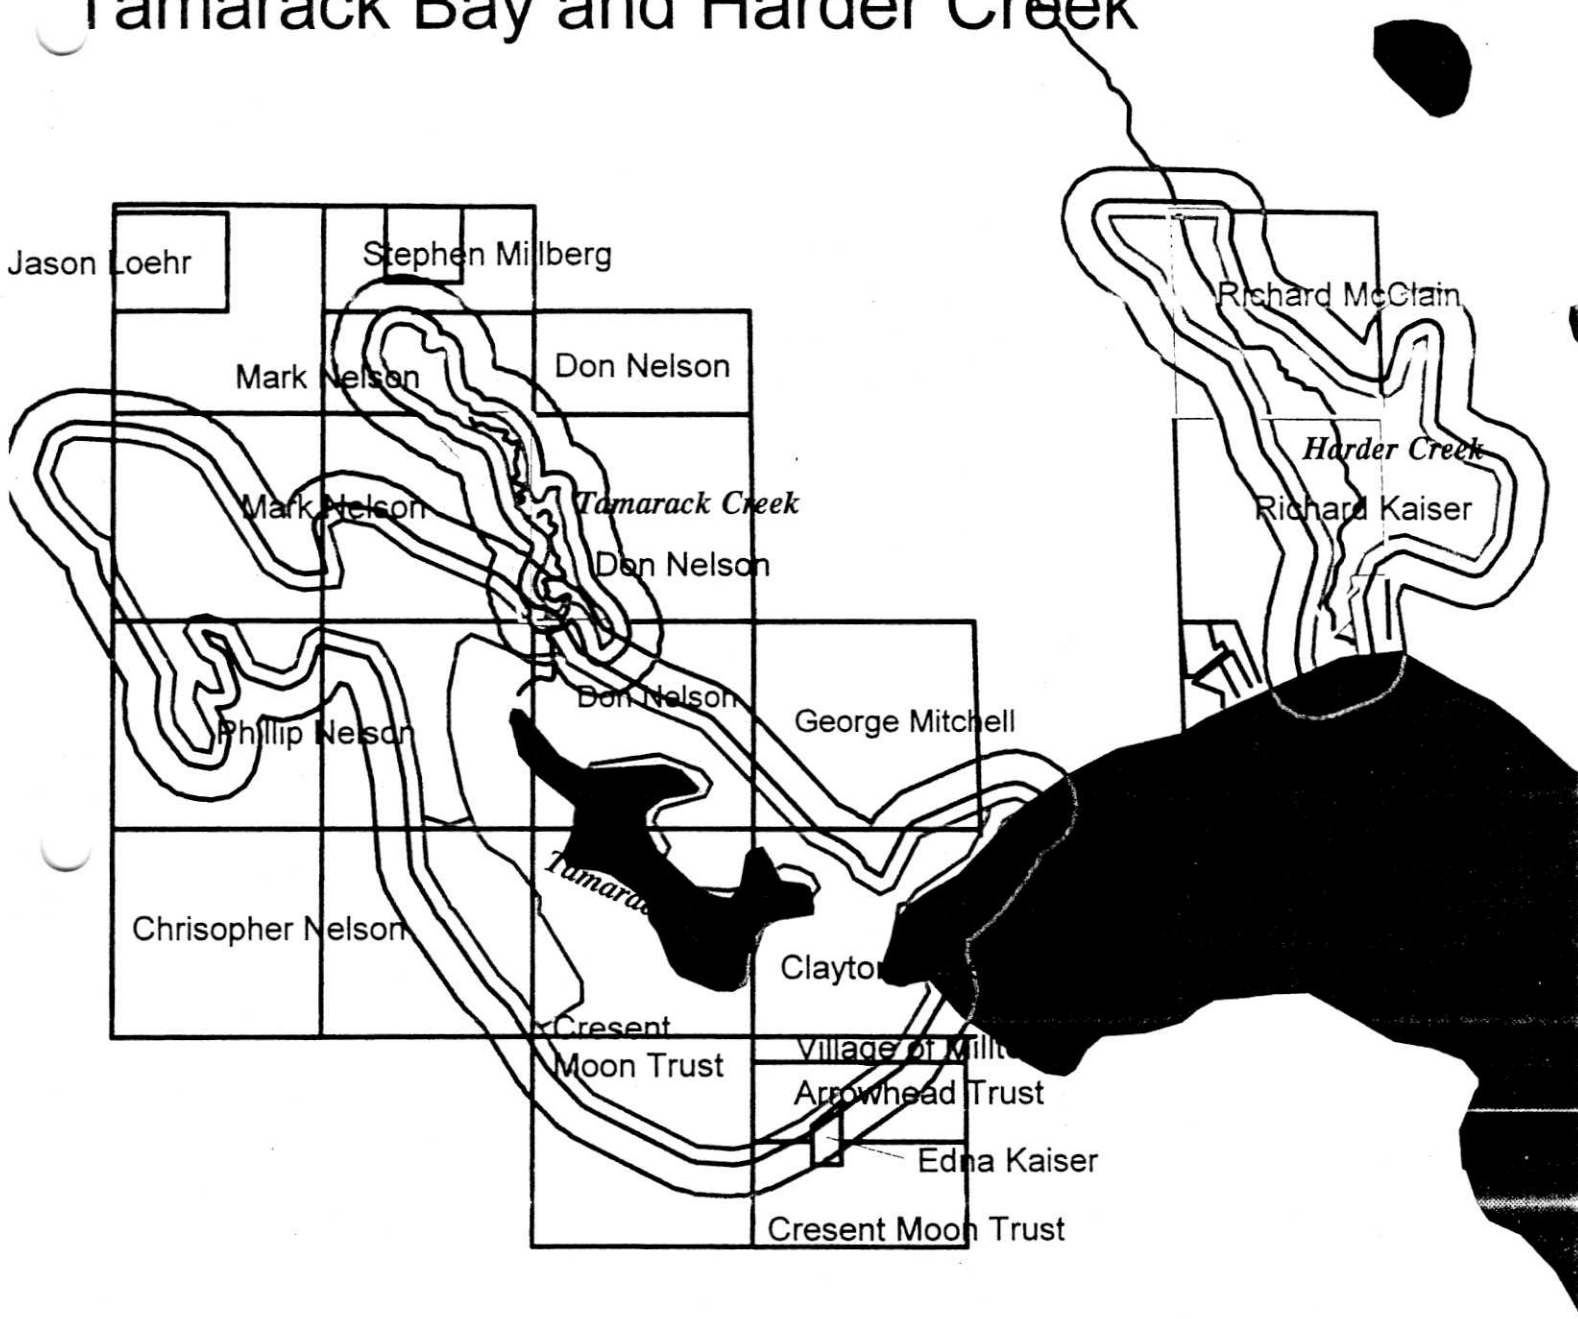 Tamarack Bay and Harder Creek
Jason Loehr
Stephen Millberg
Richard McClain
Mark Nelson
Don Nelson
Harder Creek
Mark Nelson
Tamarack Creek
Richard Kaiser
Don Nelson
Don Nelson
George Mitchell
Phillip Nelson
Chrisopher Nelson
Cresent
Moon Trust
Village of
Arrowhead Trust
Edna Kaiser
Cresent Moon Trust